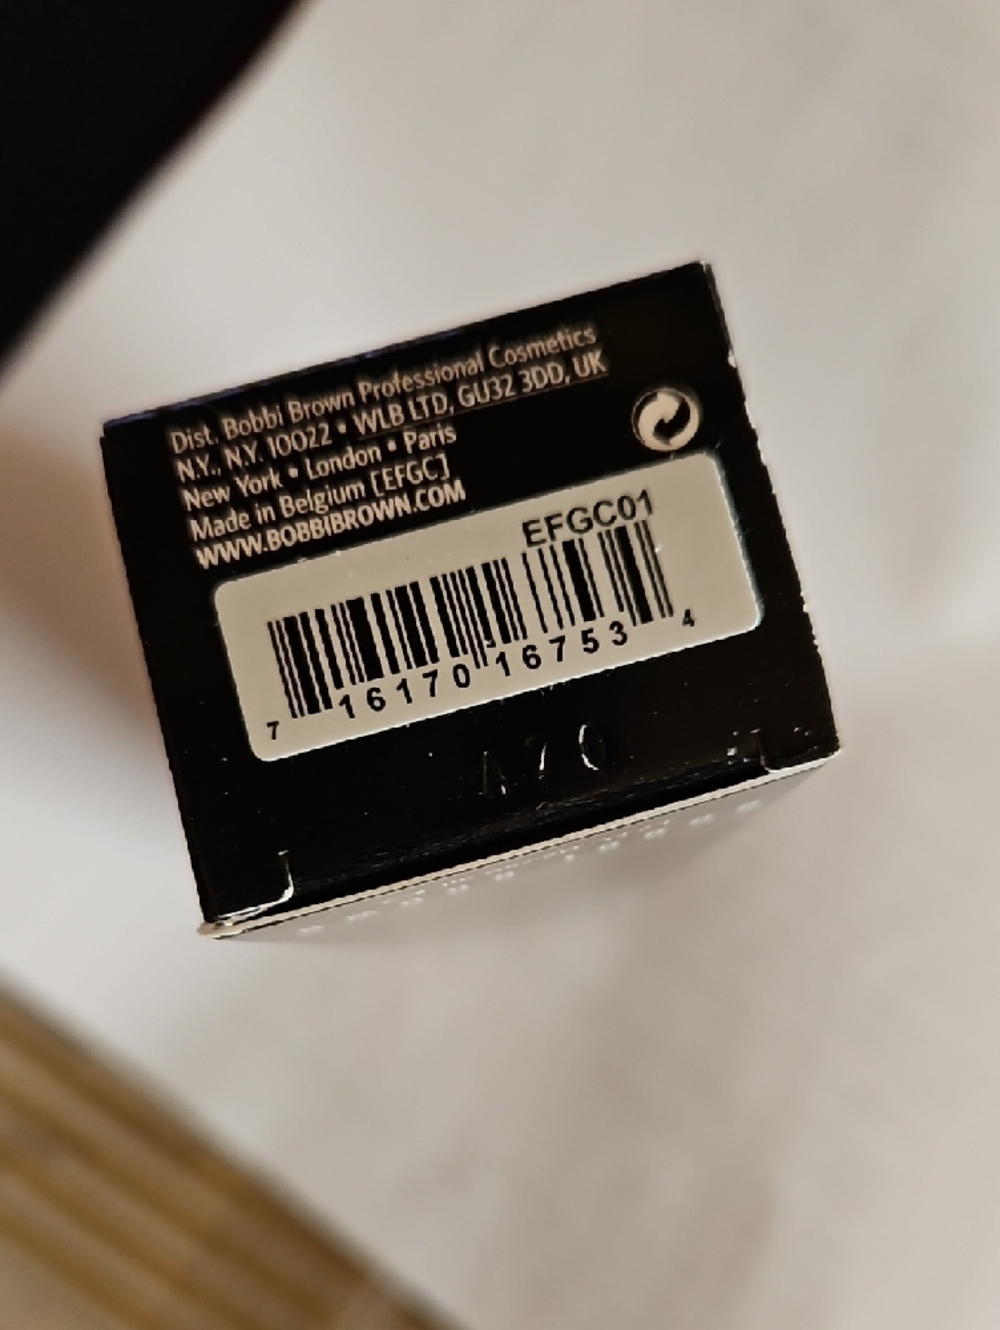 Dist. Bobbi Brown Professional Cosmetics
N.Y., N.Y. 10022 • WLB LTD, GU32 3DD, UK
New York • London • Paris
Made in Belgium [EFGC]
WWW.BOBBIBROWN.COM
EFGC01
7 16170 16753 4
A70